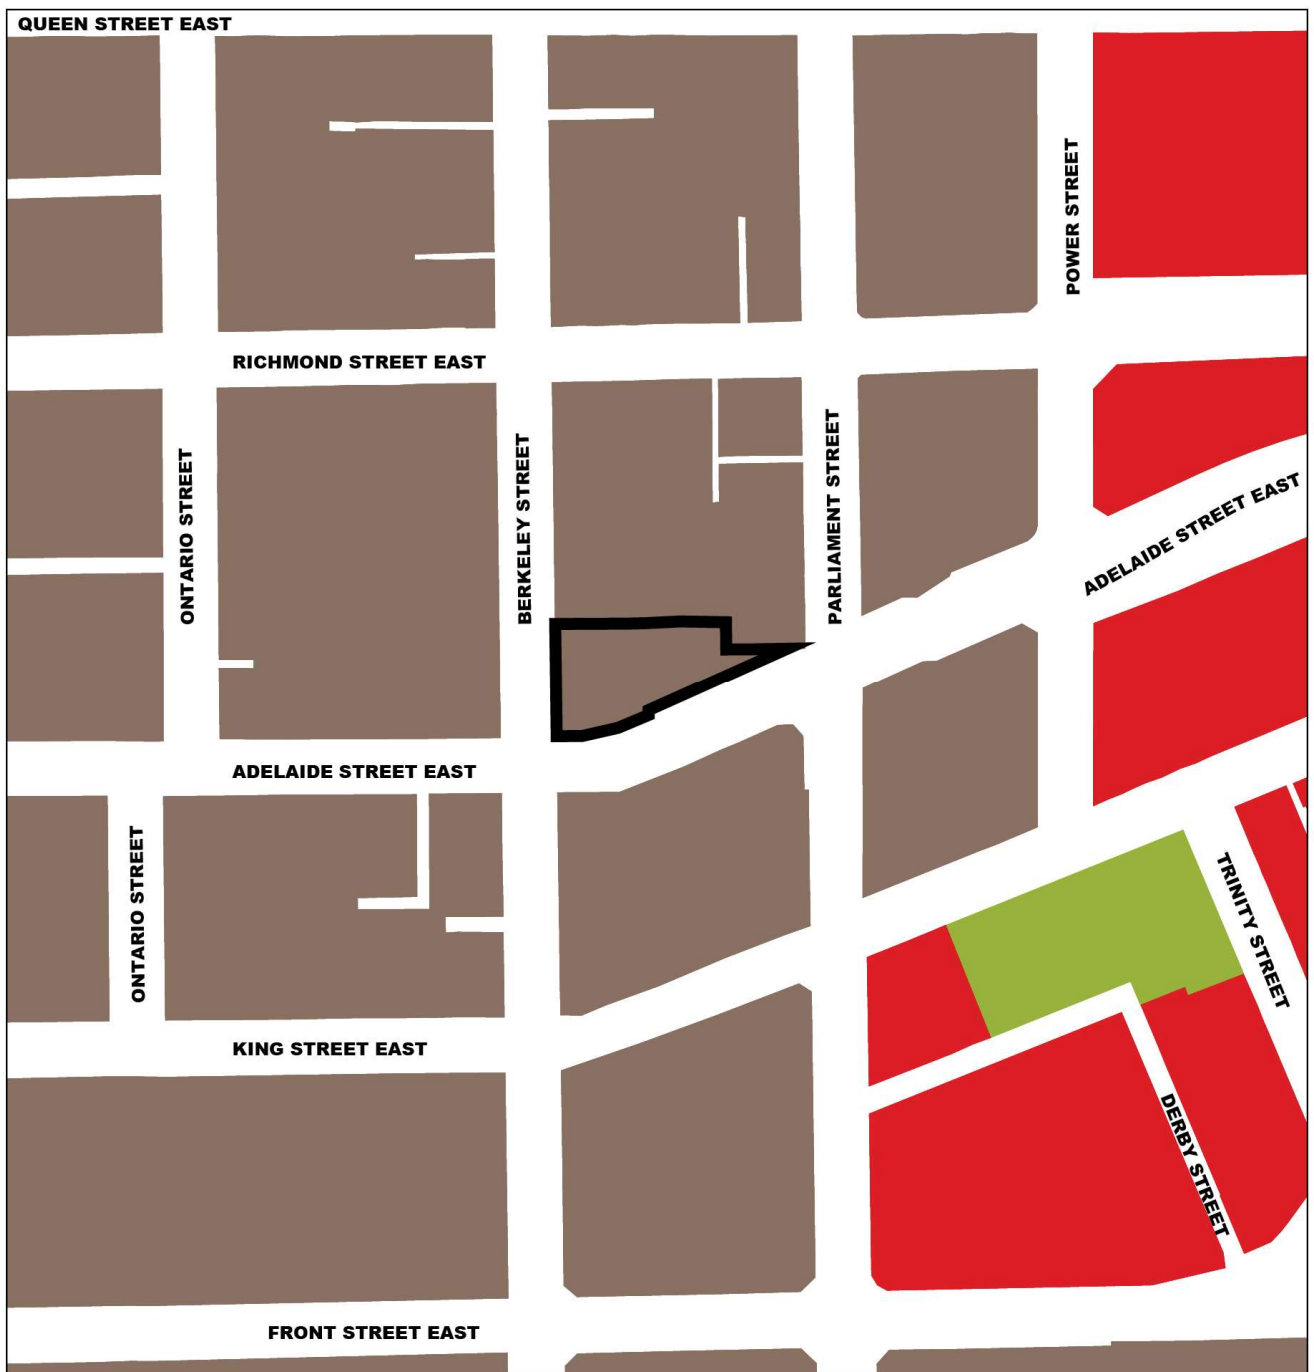 QUEEN STREET EAST
POWER STREET
RICHMOND STREET EAST
ONTARIO STREET
BERKELEY STREET
PARLIAMENT STREET
ADELAIDE STREET EAST
ADELAIDE STREET EAST
ONTARIO STREET
TRINITY STREET
KING STREET EAST
DERBY STREET
FRONT STREET EAST